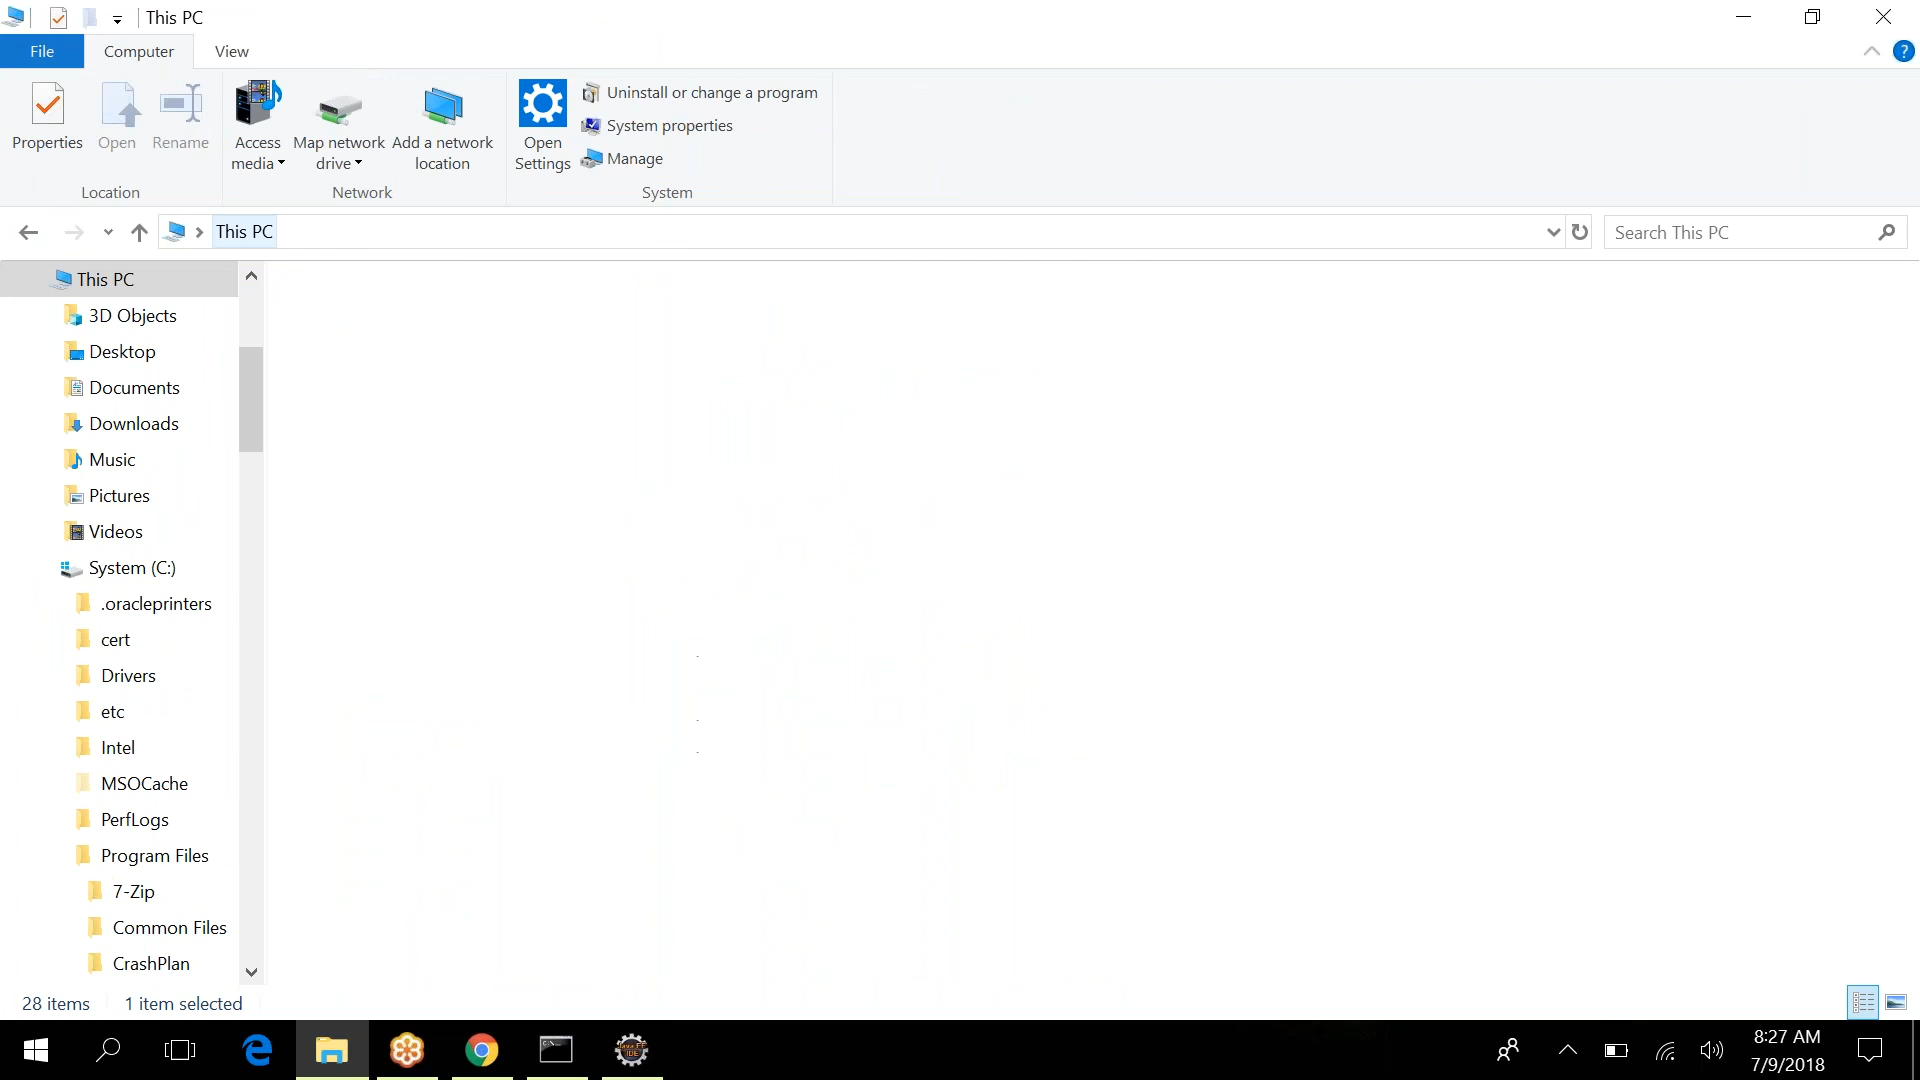 This PC
File Computer View
?
Properties Open Rename Access media Map network drive Add a network location Open Settings
Uninstall or change a program
System properties
Manage
Location Network System
This PC
Search This PC
This PC
3D Objects
Desktop
Documents
Downloads
Music
Pictures
Videos
System (C:)
.oracleprinters
cert
Drivers
etc
Intel
MSOCache
PerfLogs
Program Files
7-Zip
Common Files
CrashPlan
28 items 1 item selected
8:27 AM
7/9/2018